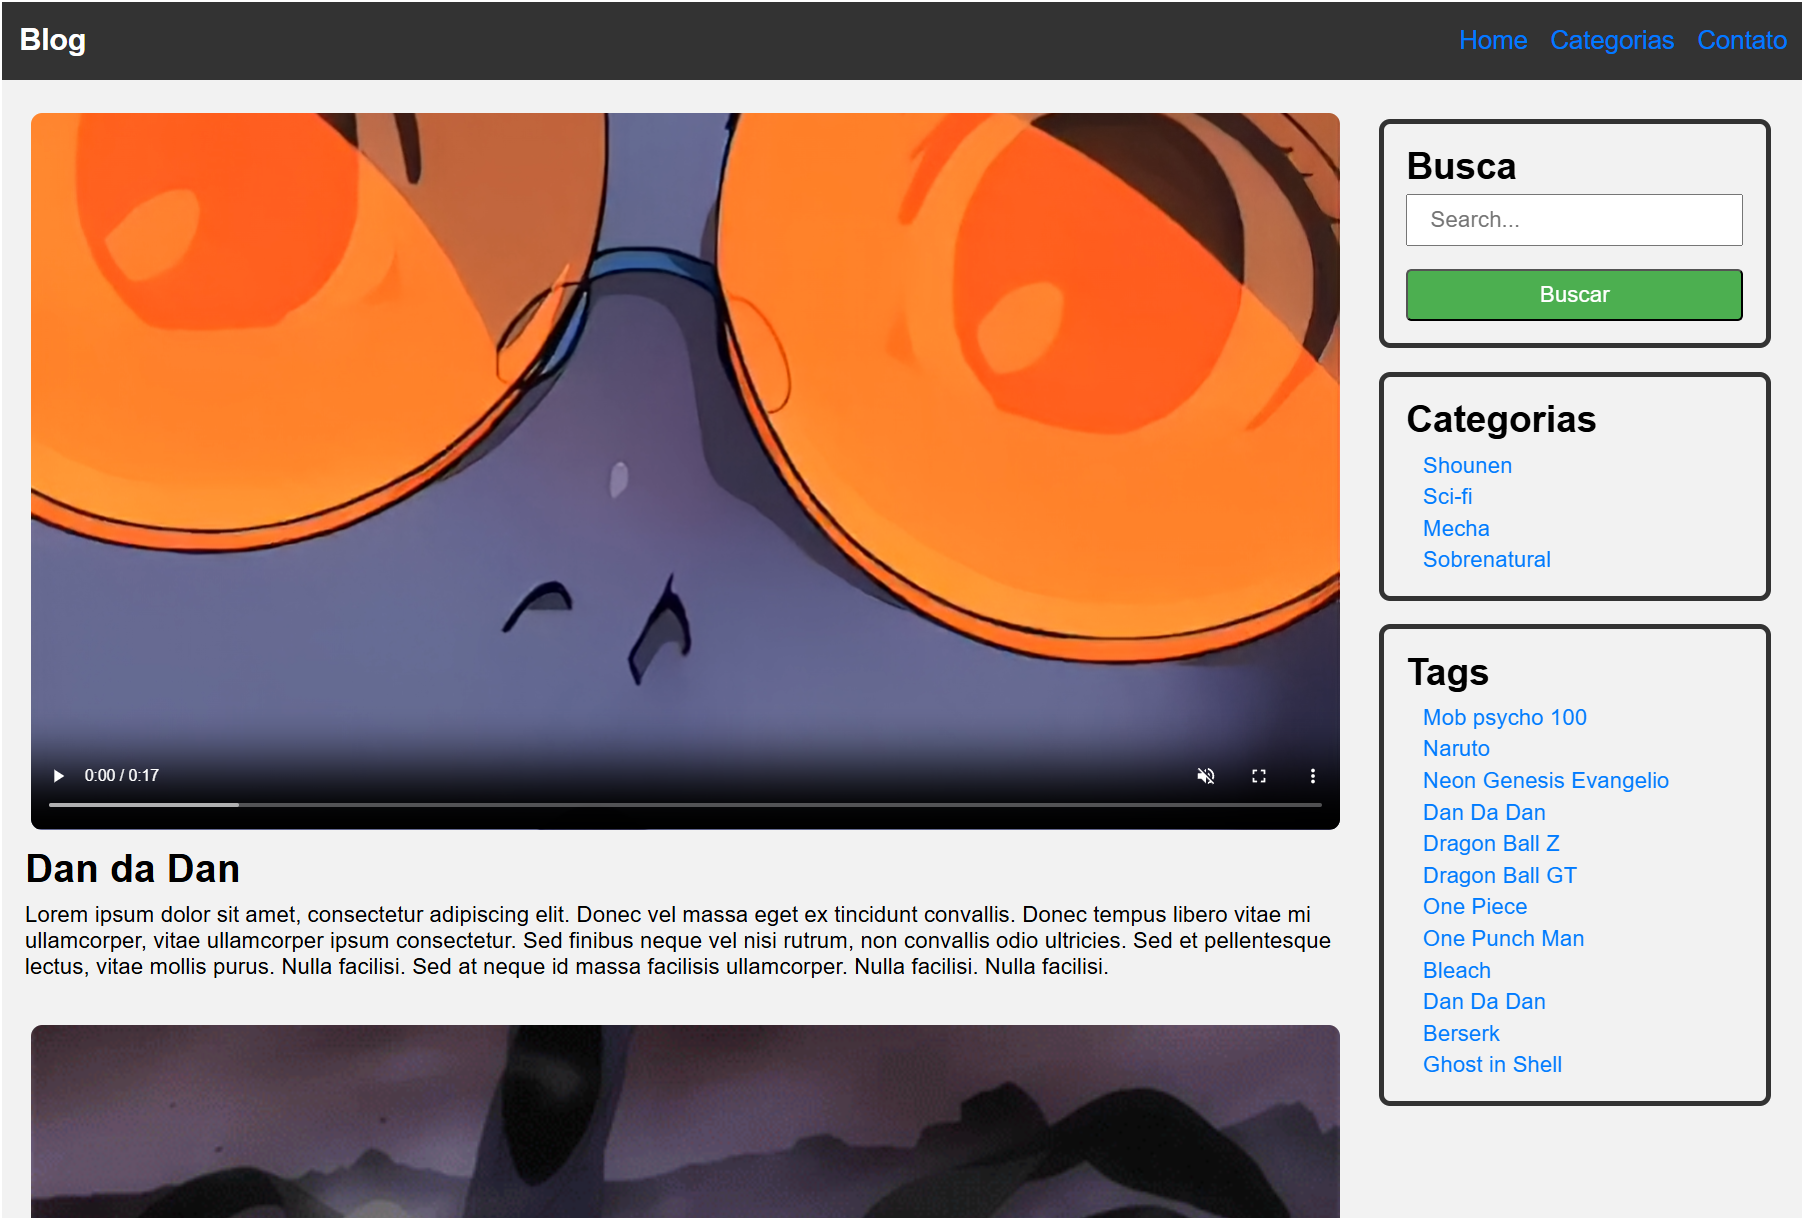 Blog
Home Categorias Contato
0:00 / 0:17
Dan da Dan
Lorem ipsum dolor sit amet, consectetur adipiscing elit. Donec vel massa eget ex tincidunt convallis. Donec tempus libero vitae mi
ullamcorper, vitae ullamcorper ipsum consectetur. Sed finibus neque vel nisi rutrum, non convallis odio ultricies. Sed et pellentesque
lectus, vitae mollis purus. Nulla facilisi. Sed at neque id massa facilisis ullamcorper. Nulla facilisi. Nulla facilisi.
Busca
Search...
Buscar
Categorias
Shounen
Sci-fi
Mecha
Sobrenatural
Tags
Mob psycho 100
Naruto
Neon Genesis Evangelio
Dan Da Dan
Dragon Ball Z
Dragon Ball GT
One Piece
One Punch Man
Bleach
Dan Da Dan
Berserk
Ghost in Shell